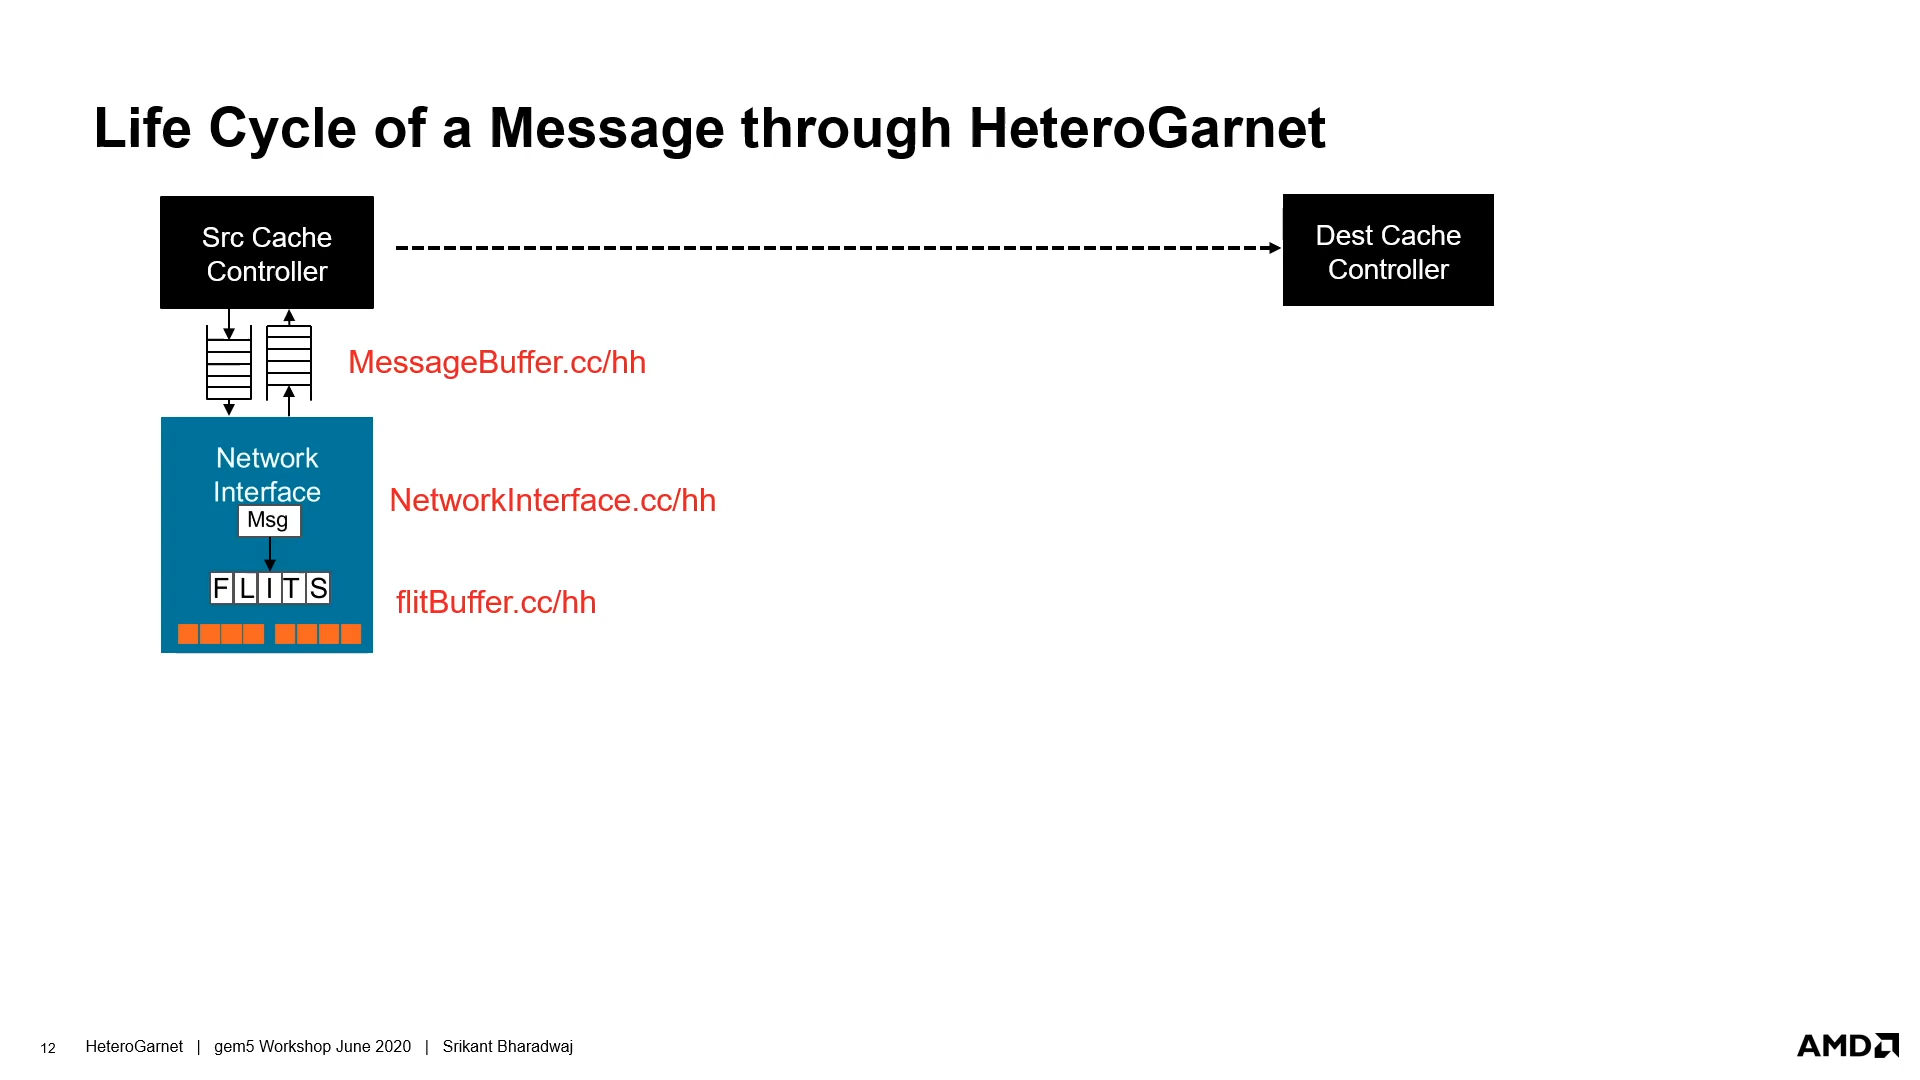 Life Cycle of a Message through HeteroGarnet
Src Cache
Controller
Dest Cache
Controller
MessageBuffer.cc/hh
Network
Interface
NetworkInterface.cc/hh
Msg
FLITS
flitBuffer.cc/hh
12 HeteroGarnet | gem5 Workshop June 2020 | Srikant Bharadwaj
AMD